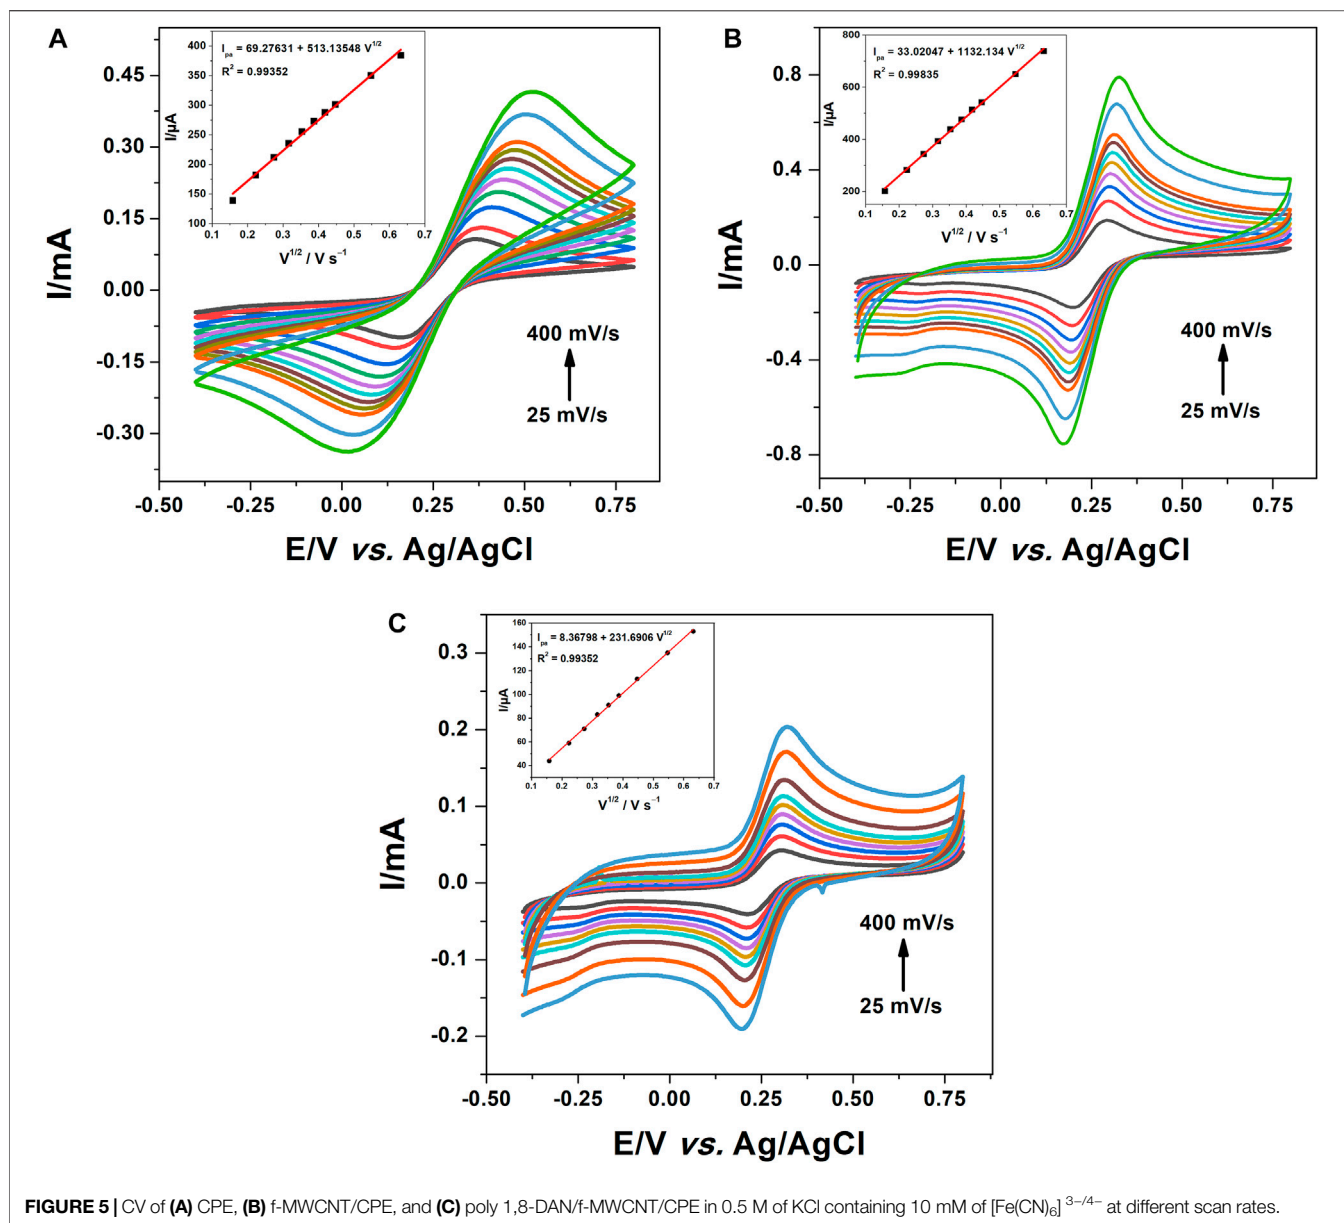 A
I_pa = 69.27631 + 513.13548 V^1/2
R^2 = 0.99352
400
350
300
250
200
150
100
I/µA
0.1 0.2 0.3 0.4 0.5 0.6 0.7
V^1/2 / V s^−1
0.45
0.30
0.15
0.00
-0.15
-0.30
I/mA
400 mV/s
25 mV/s
-0.50 -0.25 0.00 0.25 0.50 0.75
E/V vs. Ag/AgCl
B
I_pa = 33.02047 + 1132.134 V^1/2
R^2 = 0.99835
800
600
400
200
I/µA
0.1 0.2 0.3 0.4 0.5 0.6 0.7
V^1/2 / V s^−1
0.8
0.4
0.0
-0.4
-0.8
I/mA
400 mV/s
25 mV/s
-0.50 -0.25 0.00 0.25 0.50 0.75
E/V vs. Ag/AgCl
C
I_pa = 8.36798 + 231.6906 V^1/2
R^2 = 0.99352
160
140
120
100
80
60
40
I/µA
0.1 0.2 0.3 0.4 0.5 0.6 0.7
V^1/2 / V s^−1
0.3
0.2
0.1
0.0
-0.1
-0.2
I/mA
400 mV/s
25 mV/s
-0.50 -0.25 0.00 0.25 0.50 0.75
E/V vs. Ag/AgCl
FIGURE 5 | CV of (A) CPE, (B) f-MWCNT/CPE, and (C) poly 1,8-DAN/f-MWCNT/CPE in 0.5 M of KCl containing 10 mM of [Fe(CN)₆] ³⁻/⁴⁻ at different scan rates.